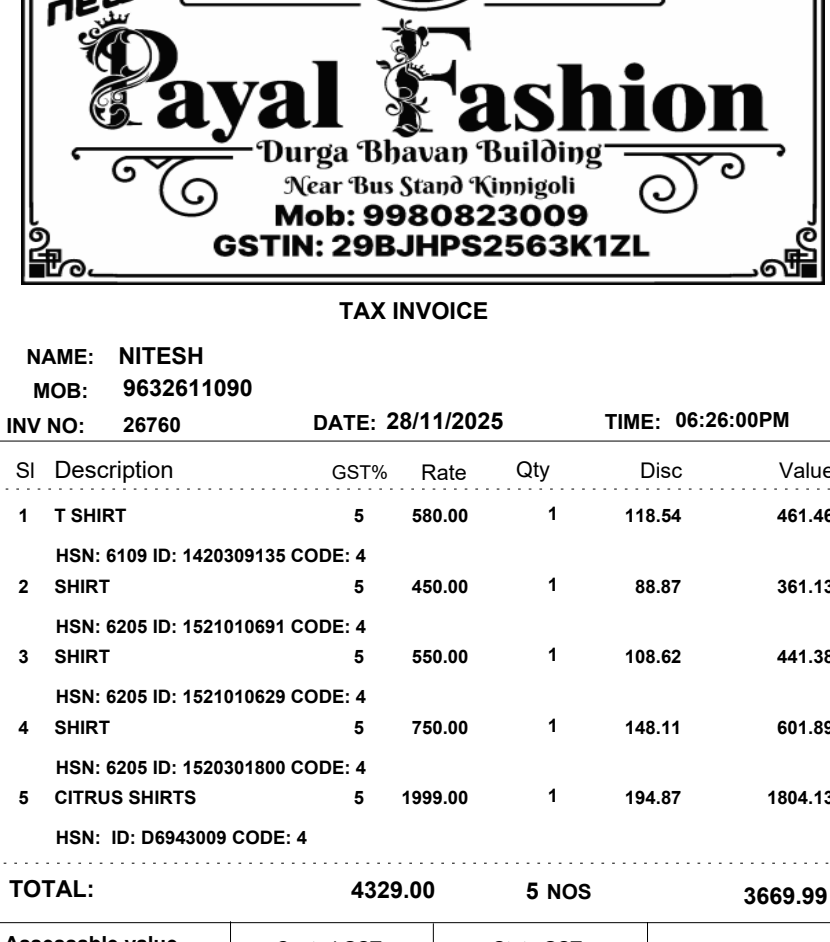 new
Payal Fashion
Durga Bhavan Building
Near Bus Stand Kinnigoli
Mob: 9980823009
GSTIN: 29BJHPS2563K1ZL
TAX INVOICE
NAME: NITESH
MOB: 9632611090
INV NO: 26760 DATE: 28/11/2025 TIME: 06:26:00PM
Sl Description GST% Rate Qty Disc Value
1 T SHIRT 5 580.00 1 118.54 461.46
HSN: 6109 ID: 1420309135 CODE: 4
2 SHIRT 5 450.00 1 88.87 361.13
HSN: 6205 ID: 1521010691 CODE: 4
3 SHIRT 5 550.00 1 108.62 441.38
HSN: 6205 ID: 1521010629 CODE: 4
4 SHIRT 5 750.00 1 148.11 601.89
HSN: 6205 ID: 1520301800 CODE: 4
5 CITRUS SHIRTS 5 1999.00 1 194.87 1804.13
HSN: ID: D6943009 CODE: 4
TOTAL: 4329.00 5 NOS 3669.99